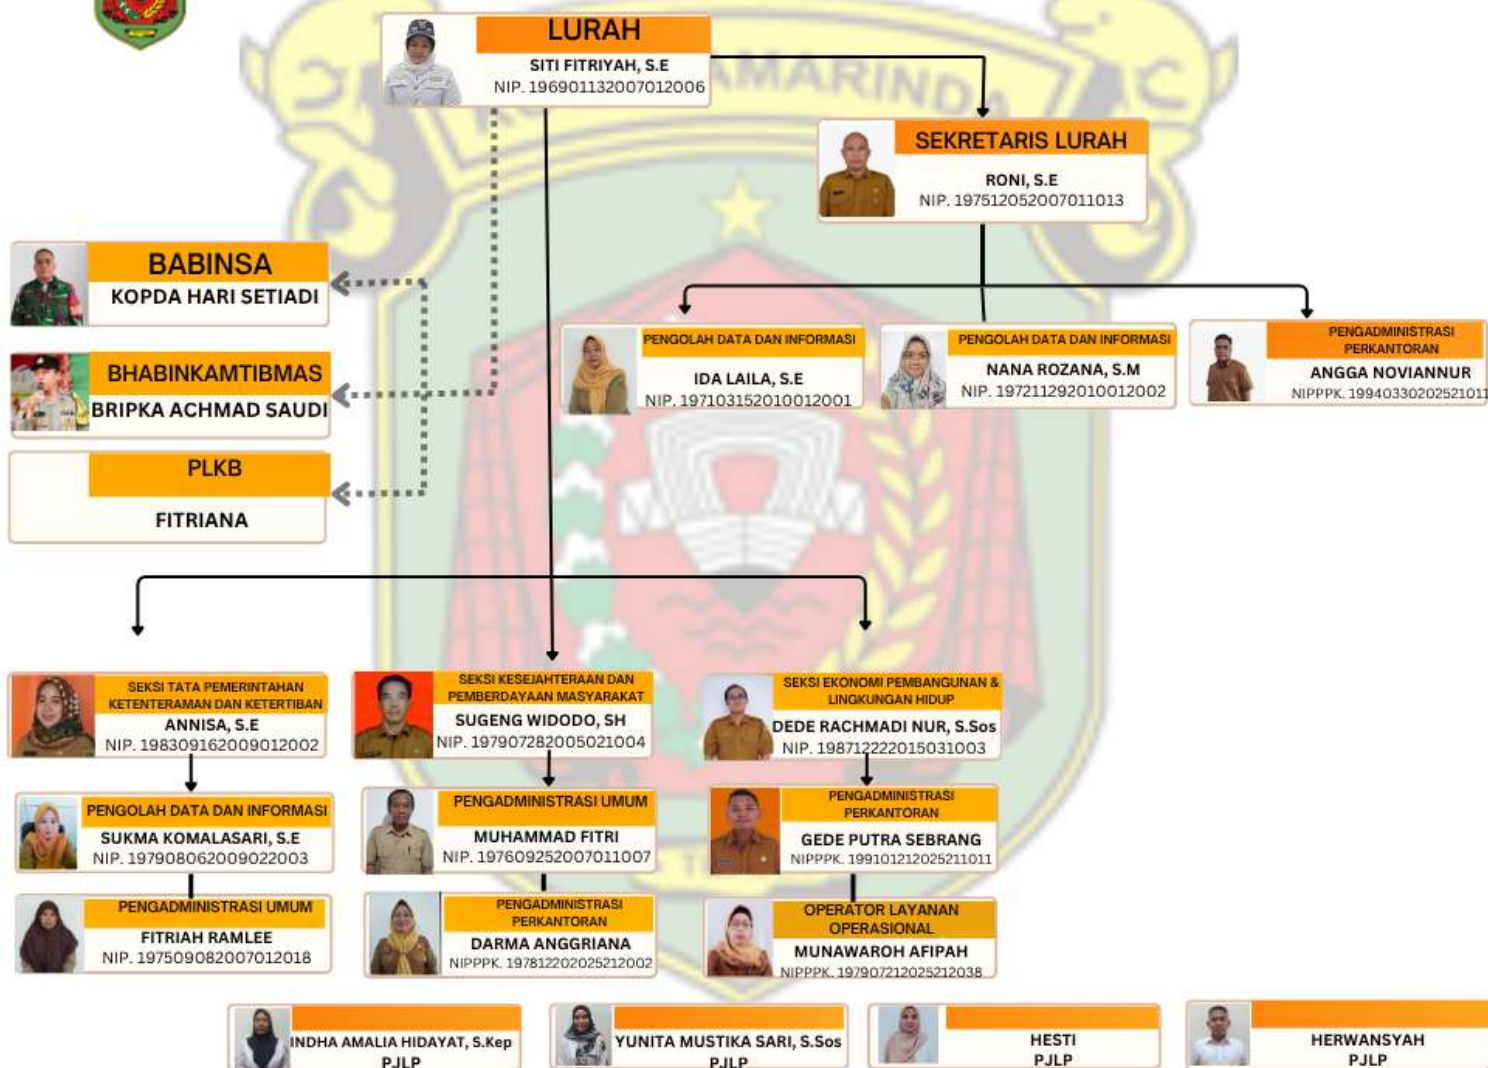 LURAH
SITI FITRIYAH, S.E
NIP. 196901132007012006
SEKRETARIS LURAH
RONI, S.E
NIP. 197512052007011013
BABINSA
KOPDA HARI SETIADI
BHABINKAMTIBMAS
BRIPKA ACHMAD SAUDI
PLKB
FITRIANA
PENGOLAH DATA DAN INFORMASI
IDA LAILA, S.E
NIP. 197103152010012001
PENGOLAH DATA DAN INFORMASI
NANA ROZANA, S.M
NIP. 197211292010012002
PENGADMINISTRASI
PERKANTORAN
ANGGA NOVIANNUR
NIPPPK. 199403302025211011
SEKSI TATA PEMERINTAHAN
KETENTERAMAN DAN KETERTIBAN
ANNISA, S.E
NIP. 198309162009012002
SEKSI KESEJAHTERAAN DAN
PEMBERDAYAAN MASYARAKAT
SUGENG WIDODO, SH
NIP. 197907282005021004
SEKSI EKONOMI PEMBANGUNAN &
LINGKUNGAN HIDUP
DEDE RACHMADI NUR, S.Sos
NIP. 198712222015031003
PENGOLAH DATA DAN INFORMASI
SUKMA KOMALASARI, S.E
NIP. 197908062009022003
PENGADMINISTRASI UMUM
MUHAMMAD FITRI
NIP. 197609252007011007
PENGADMINISTRASI
PERKANTORAN
GEDE PUTRA SEBRANG
NIPPPK. 199101212025211011
PENGADMINISTRASI UMUM
FITRIAH RAMLEE
NIP. 197509082007012018
PENGADMINISTRASI
PERKANTORAN
DARMA ANGGRIANA
NIPPPK. 197812202025212002
OPERATOR LAYANAN
OPERASIONAL
MUNAWAROH AFIPAH
NIPPPK. 197907212025212038
INDHA AMALIA HIDAYAT, S.Kep
PJLP
YUNITA MUSTIKA SARI, S.Sos
PJLP
HESTI
PJLP
HERWANSYAH
PJLP